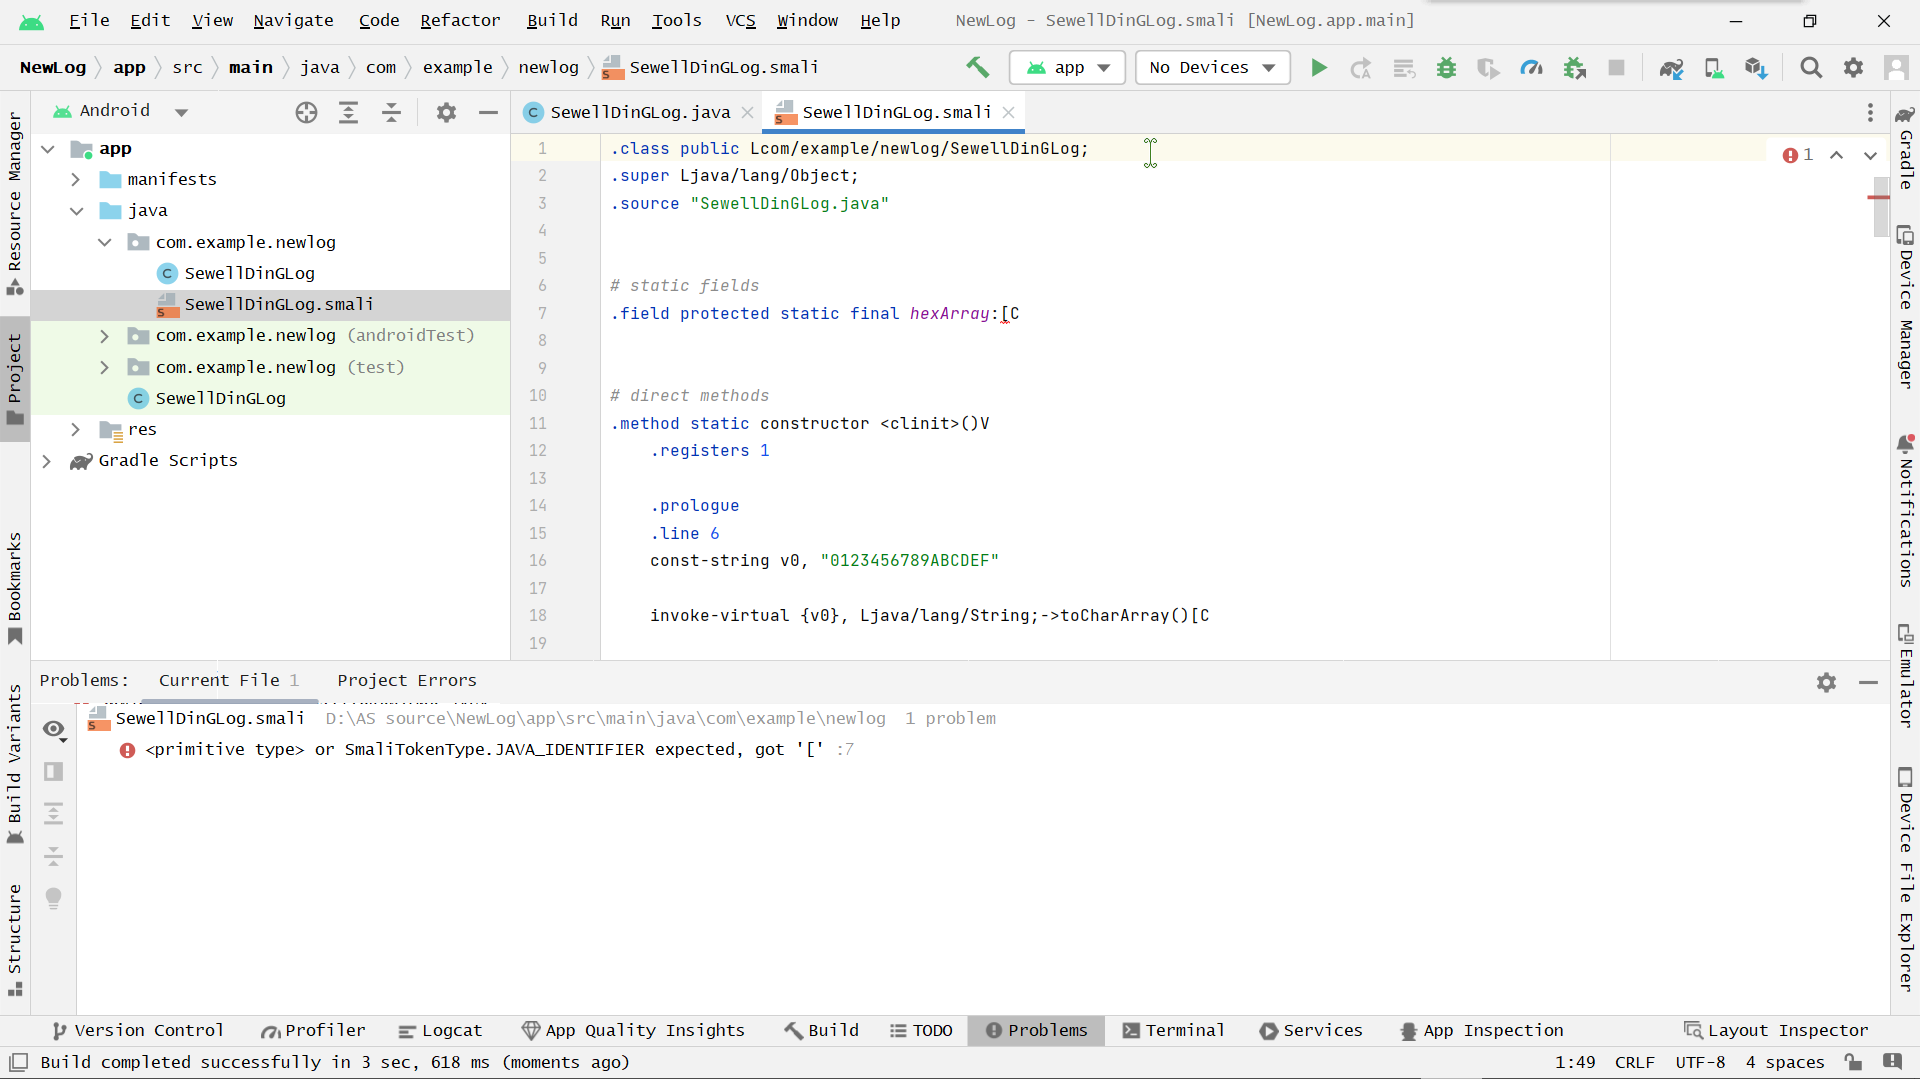 File Edit View Navigate Code Refactor Build Run Tools VCS Window Help NewLog - SewellDinGLog.smali [NewLog.app.main]
NewLog app src main java com example newlog SewellDinGLog.smali app No Devices
Android
SewellDinGLog.java SewellDinGLog.smali
app
manifests
java
com.example.newlog
SewellDinGLog
SewellDinGLog.smali
com.example.newlog (androidTest)
com.example.newlog (test)
SewellDinGLog
res
Gradle Scripts
1 .class public Lcom/example/newlog/SewellDinGLog;
2 .super Ljava/lang/Object;
3 .source "SewellDinGLog.java"
4
5
6 # static fields
7 .field protected static final hexArray:[C
8
9
10 # direct methods
11 .method static constructor <clinit>()V
12 .registers 1
13
14 .prologue
15 .line 6
16 const-string v0, "0123456789ABCDEF"
17
18 invoke-virtual {v0}, Ljava/lang/String;->toCharArray()[C
19
1
Resource Manager
Project
Bookmarks
Build Variants
Structure
Gradle
Device Manager
Notifications
Emulator
Device File Explorer
Problems: Current File 1 Project Errors
SewellDinGLog.smali D:\AS source\NewLog\app\src\main\java\com\example\newlog 1 problem
<primitive type> or SmaliTokenType.JAVA_IDENTIFIER expected, got '[' :7
Version Control Profiler Logcat App Quality Insights Build TODO Problems Terminal Services App Inspection Layout Inspector
Build completed successfully in 3 sec, 618 ms (moments ago) 1:49 CRLF UTF-8 4 spaces